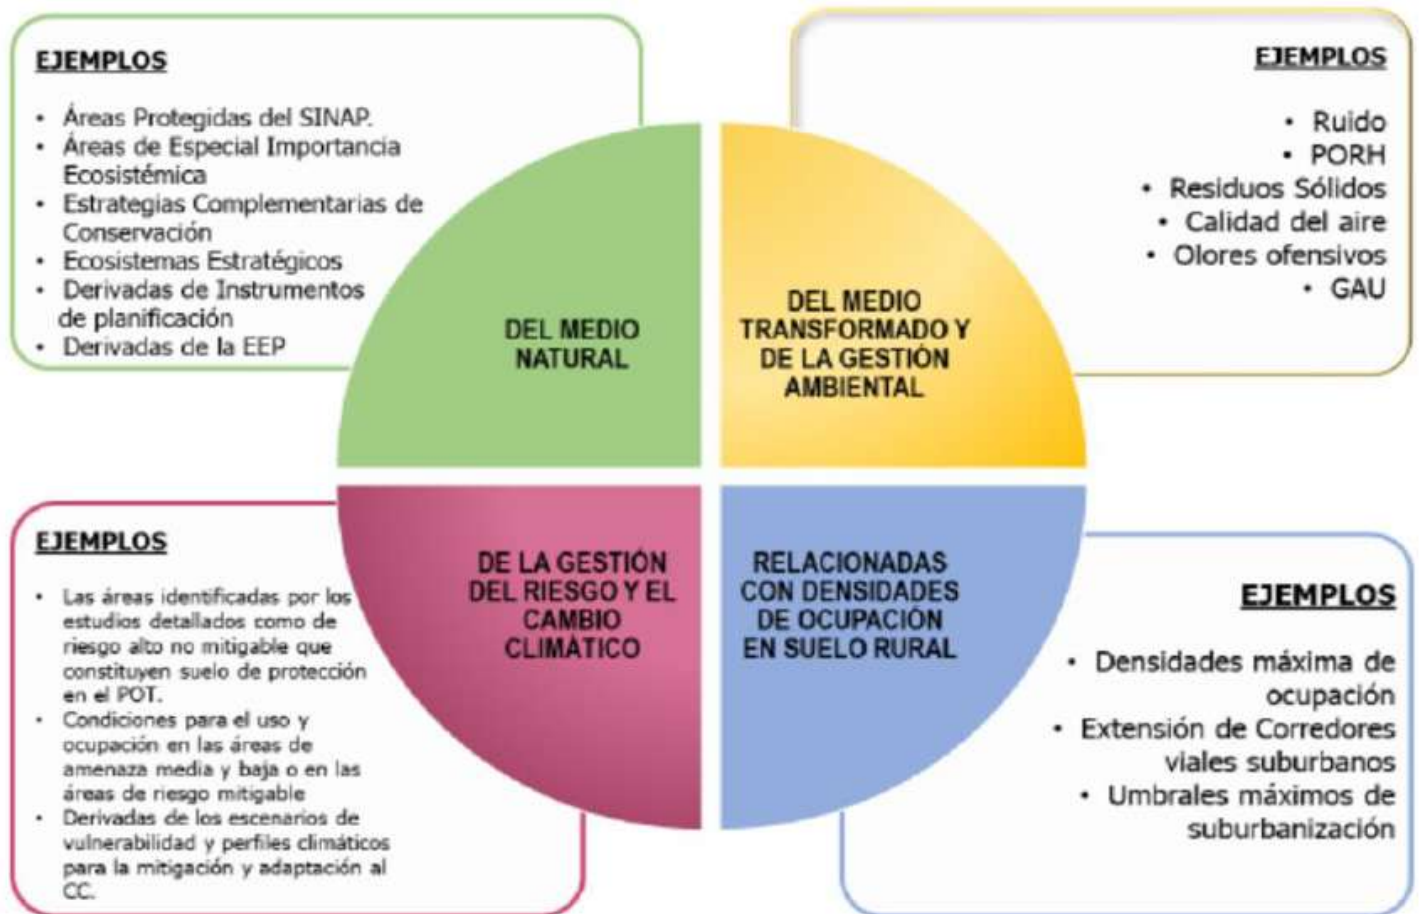 EJEMPLOS
• Áreas Protegidas del SINAP.
• Áreas de Especial Importancia
Ecosistémica
• Estrategias Complementarias de
Conservación
• Ecosistemas Estratégicos
• Derivadas de Instrumentos
de planificación
• Derivadas de la EEP
DEL MEDIO
NATURAL
EJEMPLOS
• Ruido
• PORH
• Residuos Sólidos
• Calidad del aire
• Olores ofensivos
• GAU
DEL MEDIO
TRANSFORMADO Y
DE LA GESTIÓN
AMBIENTAL
EJEMPLOS
• Las áreas identificadas por los
estudios detallados como de
riesgo alto no mitigable que
constituyen suelo de protección
en el POT.
• Condiciones para el uso y
ocupación en las áreas de
amenaza media y baja o en las
áreas de riesgo mitigable
• Derivadas de los escenarios de
vulnerabilidad y perfiles climáticos
para la mitigación y adaptación al
CC.
DE LA GESTIÓN
DEL RIESGO Y EL
CAMBIO
CLIMÁTICO
RELACIONADAS
CON DENSIDADES
DE OCUPACIÓN
EN SUELO RURAL
EJEMPLOS
• Densidades máxima de
ocupación
• Extensión de Corredores
viales suburbanos
• Umbrales máximos de
suburbanización